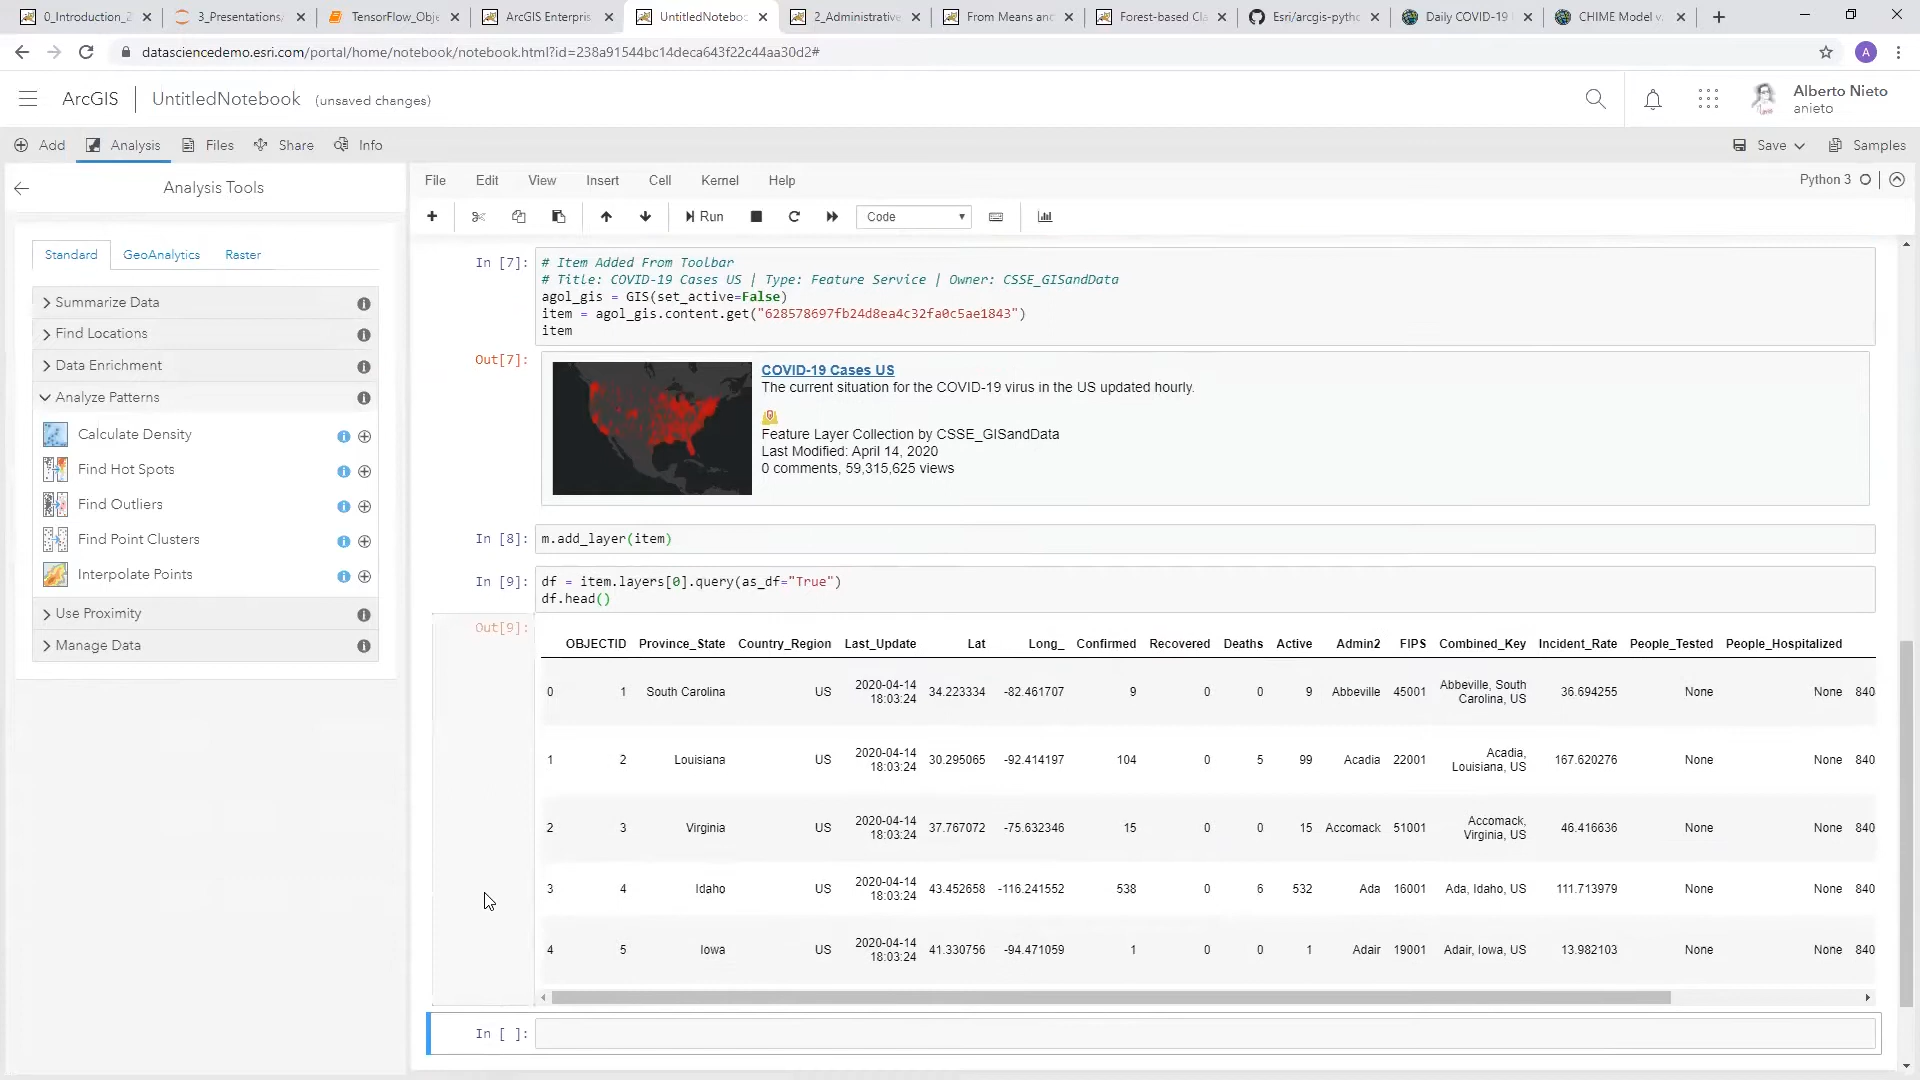 0_Introduction_2
3_Presentations/
TensorFlow_Obje
ArcGIS Enterpris
UntitledNoteboo
2_Administrative
From Means and
Forest-based Cla
Esri/arcgis-pytho
Daily COVID-19
CHIME Model v.
datasciencedemo.esri.com/portal/home/notebook/notebook.html?id=238a91544bc14deca643f22c44aa30d2#
A
ArcGIS
UntitledNotebook
(unsaved changes)
Alberto Nieto
anieto
Add
Analysis
Files
Share
Info
Save
Samples
Analysis Tools
Standard
GeoAnalytics
Raster
Summarize Data
Find Locations
Data Enrichment
Analyze Patterns
Calculate Density
Find Hot Spots
Find Outliers
Find Point Clusters
Interpolate Points
Use Proximity
Manage Data
File Edit View Insert Cell Kernel Help
Python 3
Run
Code
In [7]:
# Item Added From Toolbar
# Title: COVID-19 Cases US | Type: Feature Service | Owner: CSSE_GISandData
agol_gis = GIS(set_active=False)
item = agol_gis.content.get("628578697fb24d8ea4c32fa0c5ae1843")
item
Out[7]:
COVID-19 Cases US
The current situation for the COVID-19 virus in the US updated hourly.
Feature Layer Collection by CSSE_GISandData
Last Modified: April 14, 2020
0 comments, 59,315,625 views
In [8]:
m.add_layer(item)
In [9]:
df = item.layers[0].query(as_df="True")
df.head()
Out[9]:
OBJECTID Province_State Country_Region Last_Update Lat Long_ Confirmed Recovered Deaths Active Admin2 FIPS Combined_Key Incident_Rate People_Tested People_Hospitalized
0 1 South Carolina US 2020-04-14 18:03:24 34.223334 -82.461707 9 0 0 9 Abbeville 45001 Abbeville, South Carolina, US 36.694255 None None 840
1 2 Louisiana US 2020-04-14 18:03:24 30.295065 -92.414197 104 0 5 99 Acadia 22001 Acadia, Louisiana, US 167.620276 None None 840
2 3 Virginia US 2020-04-14 18:03:24 37.767072 -75.632346 15 0 0 15 Accomack 51001 Accomack, Virginia, US 46.416636 None None 840
3 4 Idaho US 2020-04-14 18:03:24 43.452658 -116.241552 538 0 6 532 Ada 16001 Ada, Idaho, US 111.713979 None None 840
4 5 Iowa US 2020-04-14 18:03:24 41.330756 -94.471059 1 0 0 1 Adair 19001 Adair, Iowa, US 13.982103 None None 840
In [ ]: